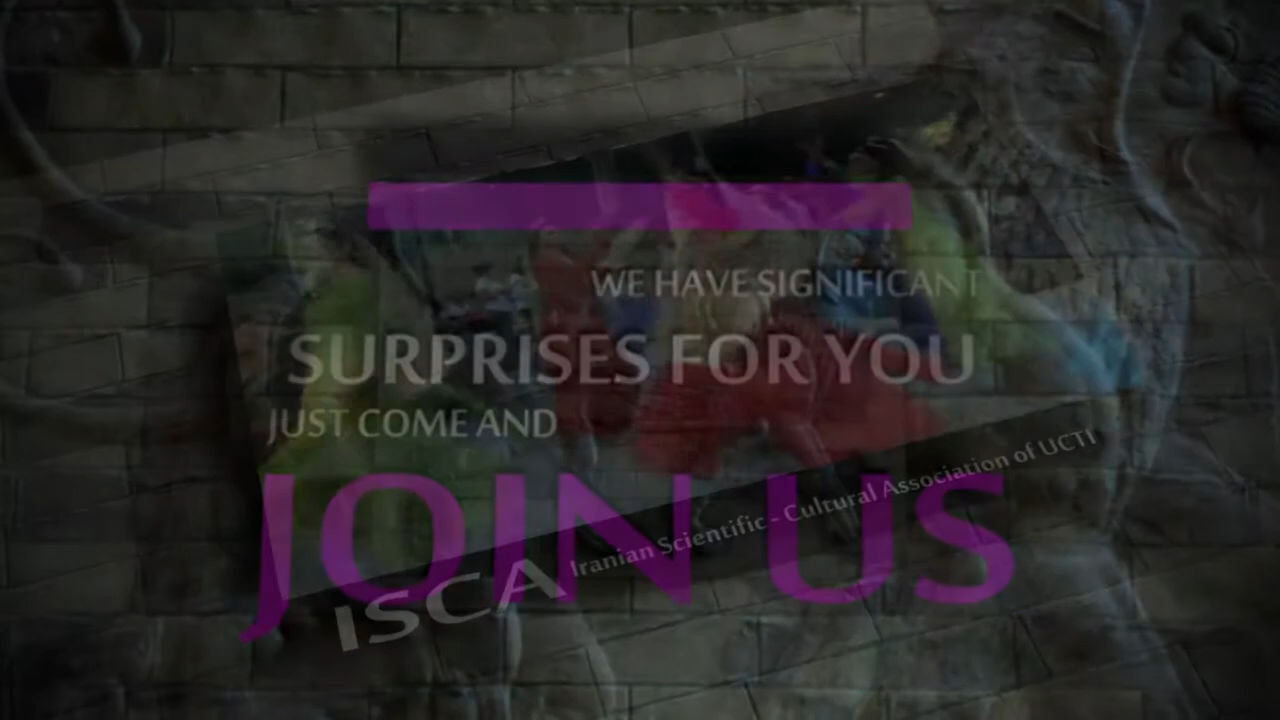 WE HAVE SIGNIFICANT
SURPRISES FOR YOU
JUST COME AND
JOIN US
ISCA Iranian Scientific - Cultural Association of UCTI